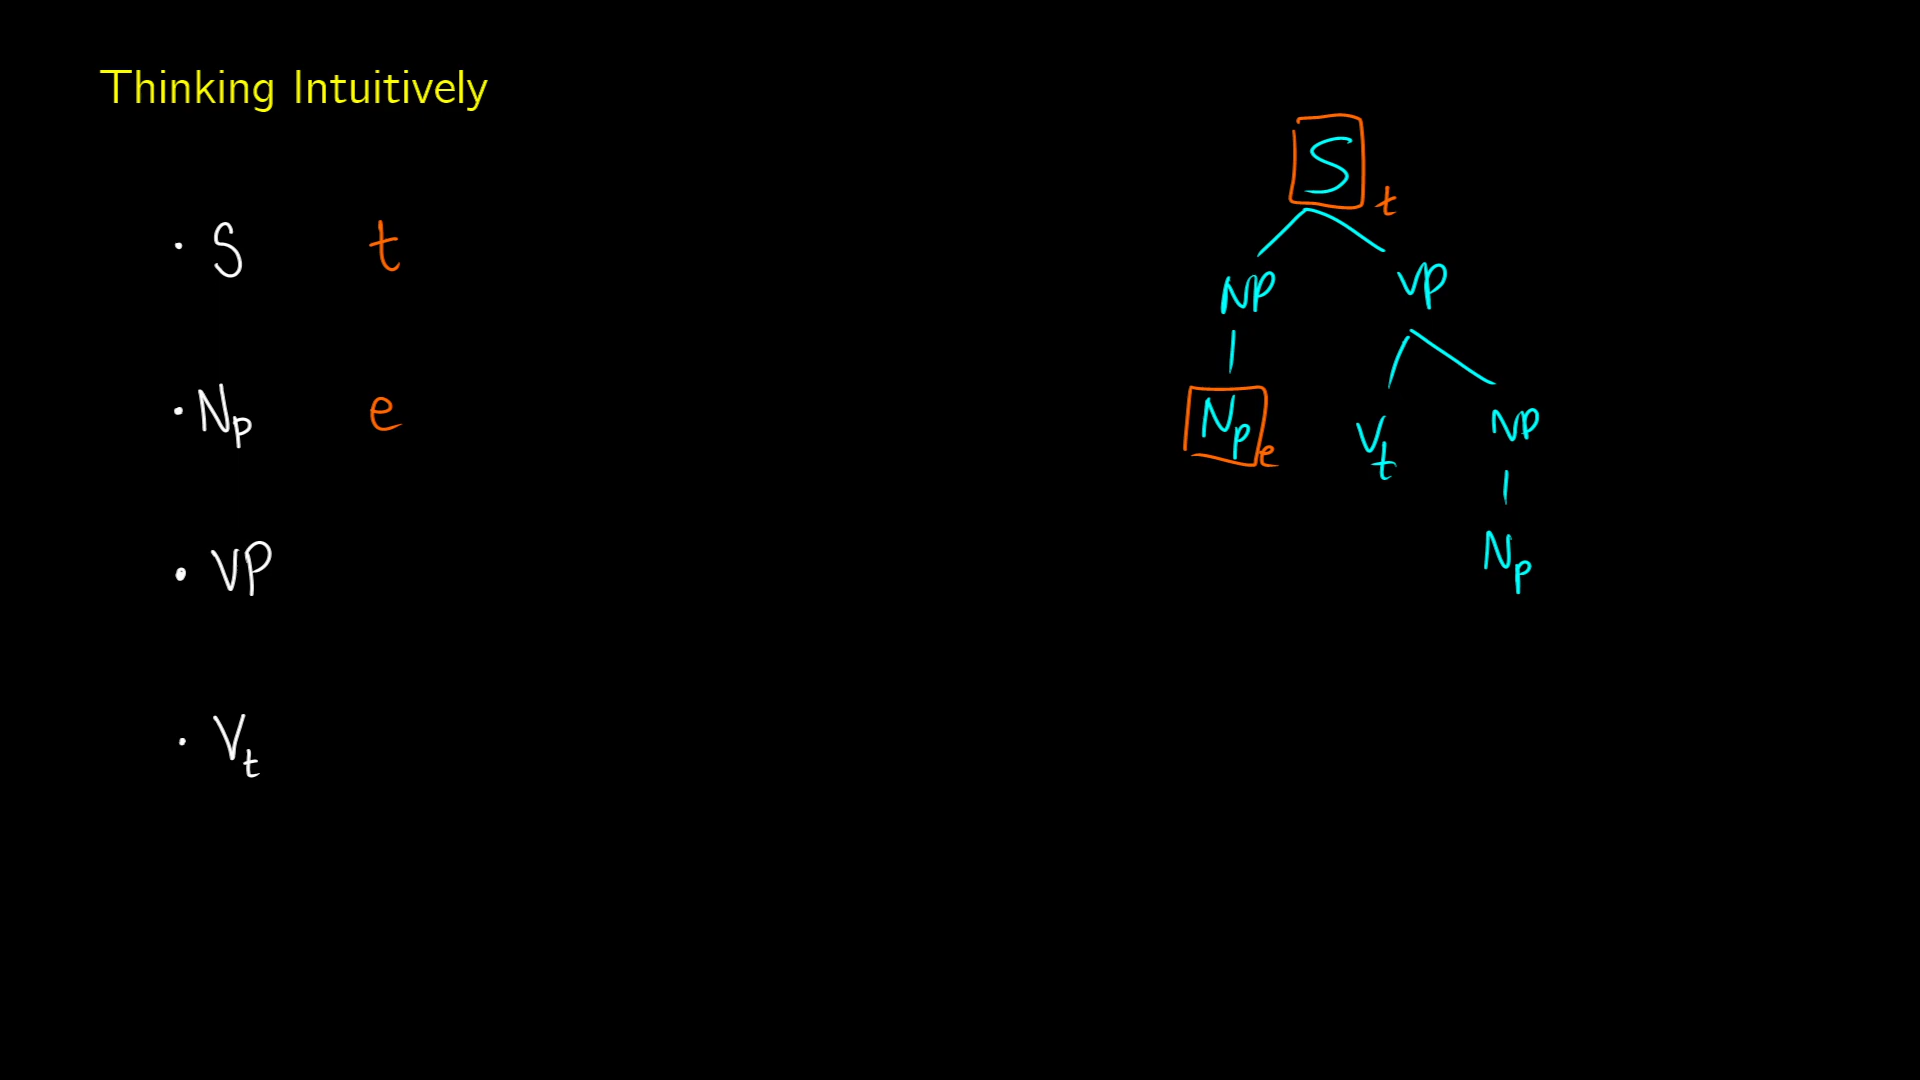 Thinking Intuitively
· S t
· Np e
· VP
· Vt
S t
NP VP
Np e Vt NP
Np